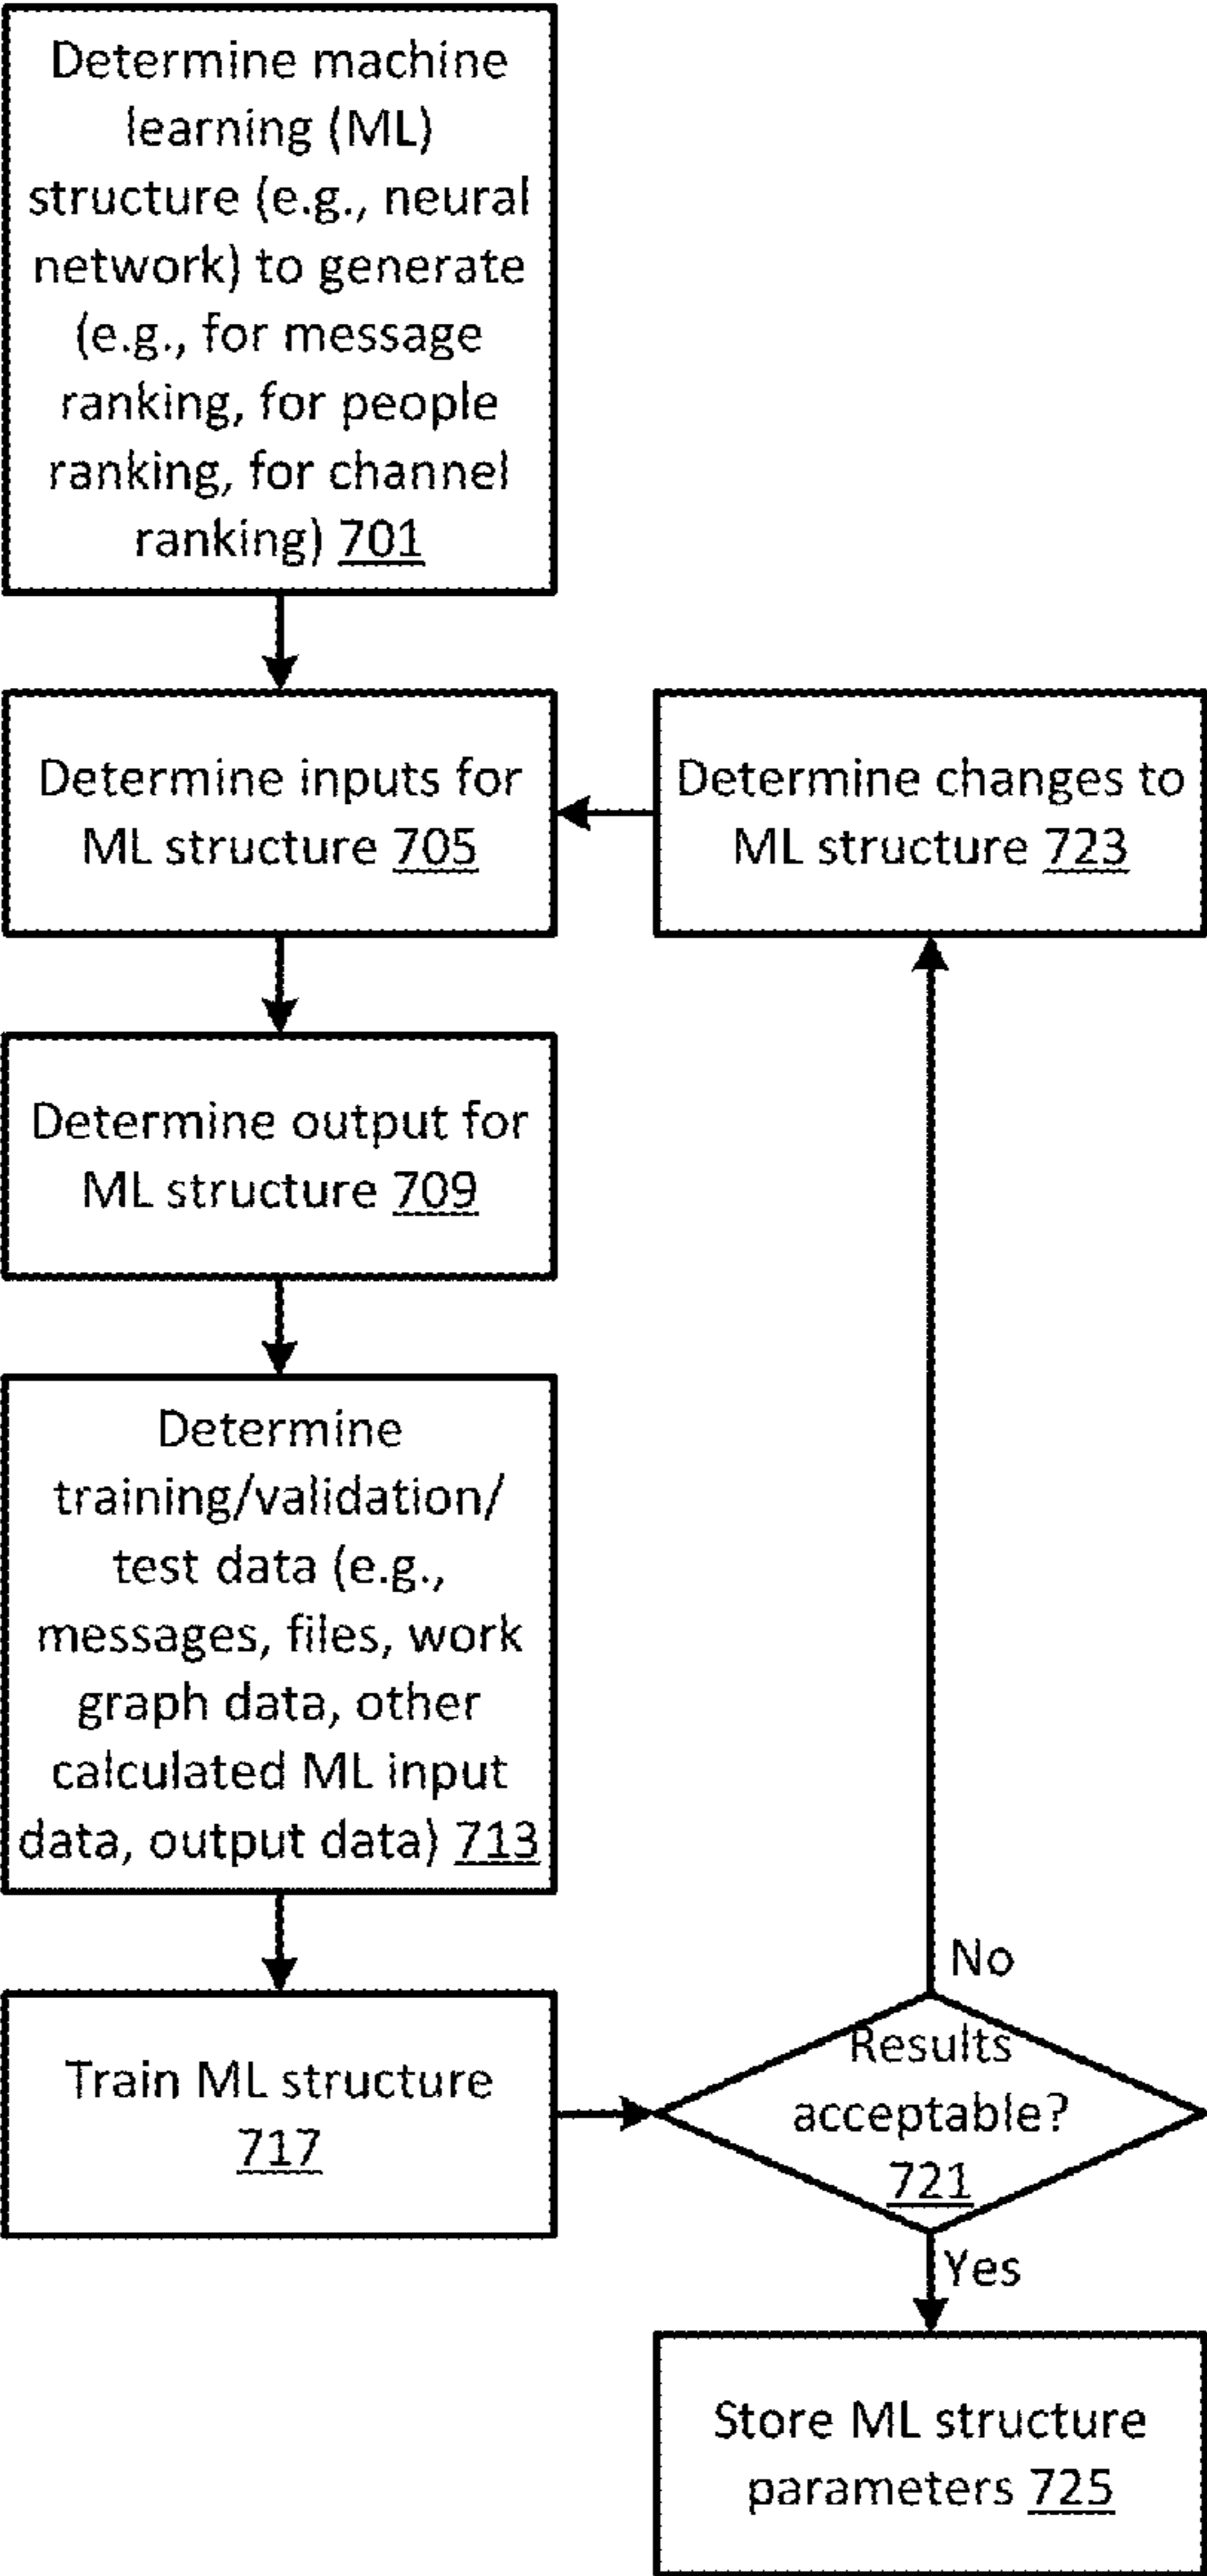 Determine machine
learning (ML)
structure (e.g., neural
network) to generate
(e.g., for message
ranking, for people
ranking, for channel
ranking) 701
Determine inputs for
ML structure 705
Determine changes to
ML structure 723
Determine output for
ML structure 709
Determine
training/validation/
test data (e.g.,
messages, files, work
graph data, other
calculated ML input
data, output data) 713
Train ML structure
717
No
Results
acceptable?
721
Yes
Store ML structure
parameters 725